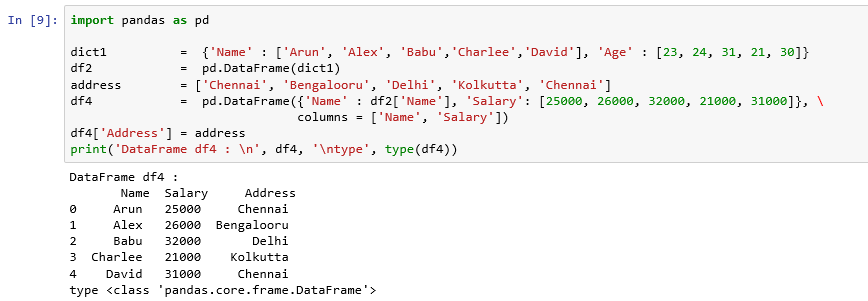 In [9]: import pandas as pd
dict1 = {'Name' : ['Arun', 'Alex', 'Babu','Charlee','David'], 'Age' : [23, 24, 31, 21, 30]}
df2 = pd.DataFrame(dict1)
address = ['Chennai', 'Bengalooru', 'Delhi', 'Kolkutta', 'Chennai']
df4 = pd.DataFrame({'Name' : df2['Name'], 'Salary': [25000, 26000, 32000, 21000, 31000]}, \
columns = ['Name', 'Salary'])
df4['Address'] = address
print('DataFrame df4 : \n', df4, '\ntype', type(df4))
DataFrame df4 :
Name Salary Address
0 Arun 25000 Chennai
1 Alex 26000 Bengalooru
2 Babu 32000 Delhi
3 Charlee 21000 Kolkutta
4 David 31000 Chennai
type <class 'pandas.core.frame.DataFrame'>